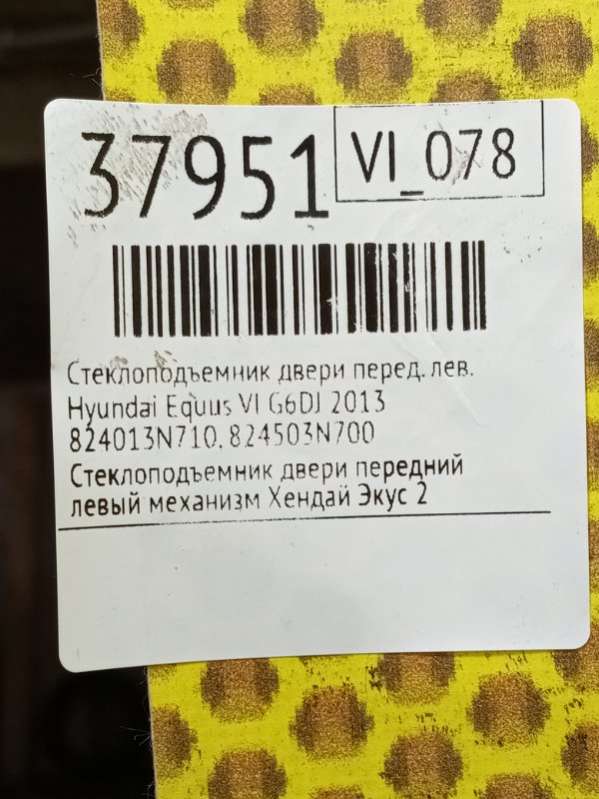 37951
VI_078
Стеклоподъемник двери перед. лев.
Hyundai Equus VI G6DJ 2013
824013N710, 824503N700
Стеклоподъемник двери передний
левый механизм Хендай Экус 2